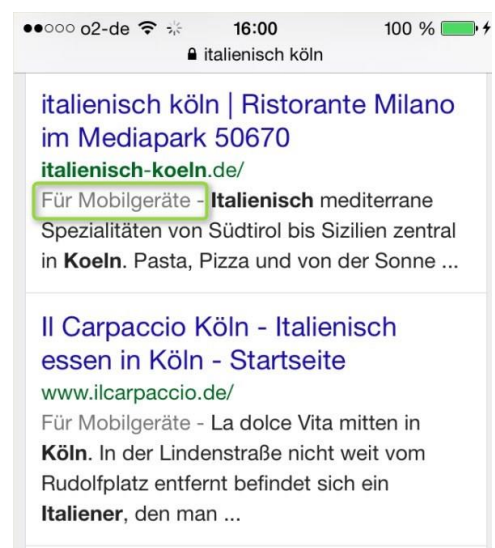 o2-de 16:00 100 %
italienisch köln
italienisch köln | Ristorante Milano
im Mediapark 50670
italienisch-koeln.de/
Für Mobilgeräte - Italienisch mediterrane
Spezialitäten von Südtirol bis Sizilien zentral
in Koeln. Pasta, Pizza und von der Sonne ...
Il Carpaccio Köln - Italienisch
essen in Köln - Startseite
www.ilcarpaccio.de/
Für Mobilgeräte - La dolce Vita mitten in
Köln. In der Lindenstraße nicht weit vom
Rudolfplatz entfernt befindet sich ein
Italiener, den man ...